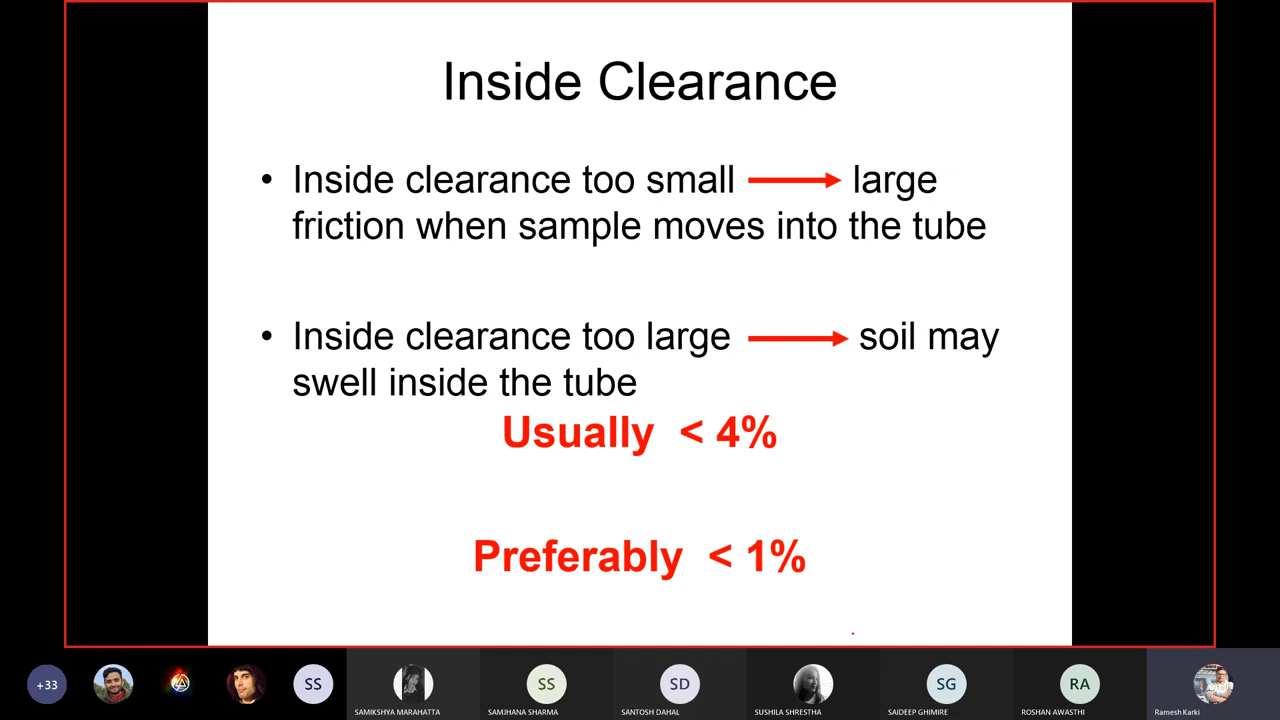 Inside Clearance
• Inside clearance too small → large
friction when sample moves into the tube
• Inside clearance too large → soil may
swell inside the tube
Usually < 4%
Preferably < 1%
+33
SS
SS
SD
SG
RA
SAMIKSHYA MARAHATTA
SAMJHANA SHARMA
SANTOSH DAHAL
SUSHILA SHRESTHA
SAIDEEP GHIMIRE
ROSHAN AWASTHI
Ramesh Karki